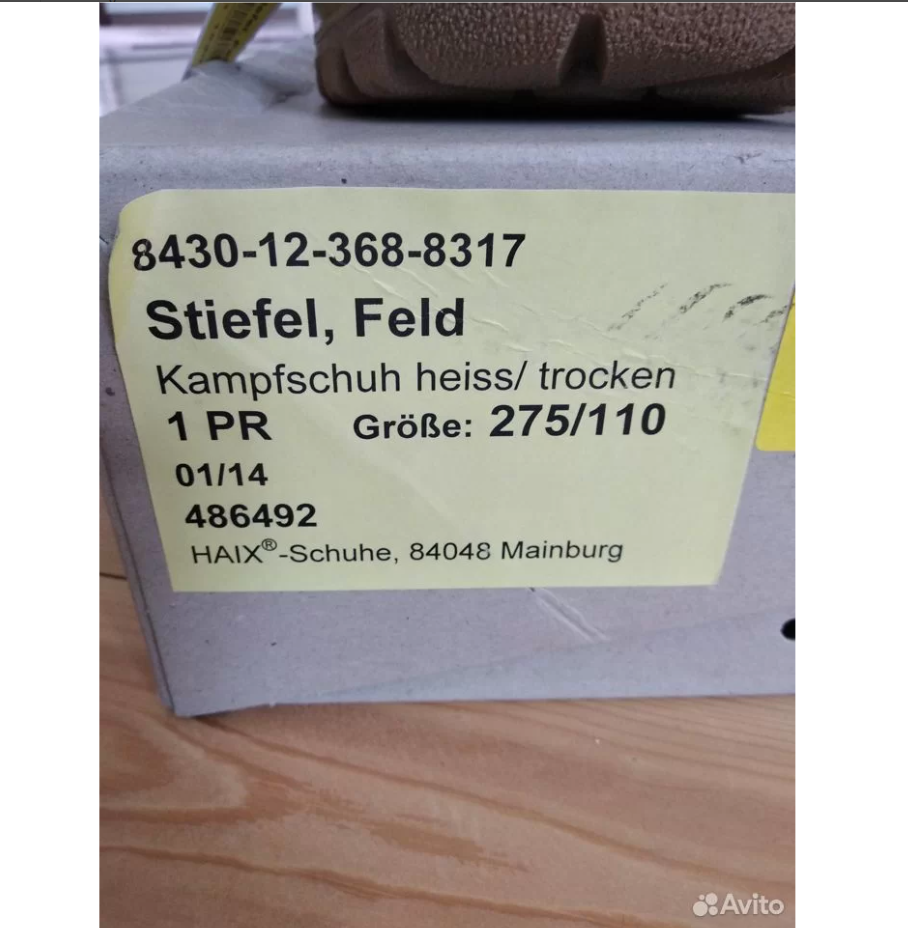 8430-12-368-8317
Stiefel, Feld
Kampfschuh heiss/ trocken
1 PR Größe: 275/110
01/14
486492
HAIX®-Schuhe, 84048 Mainburg
Avito